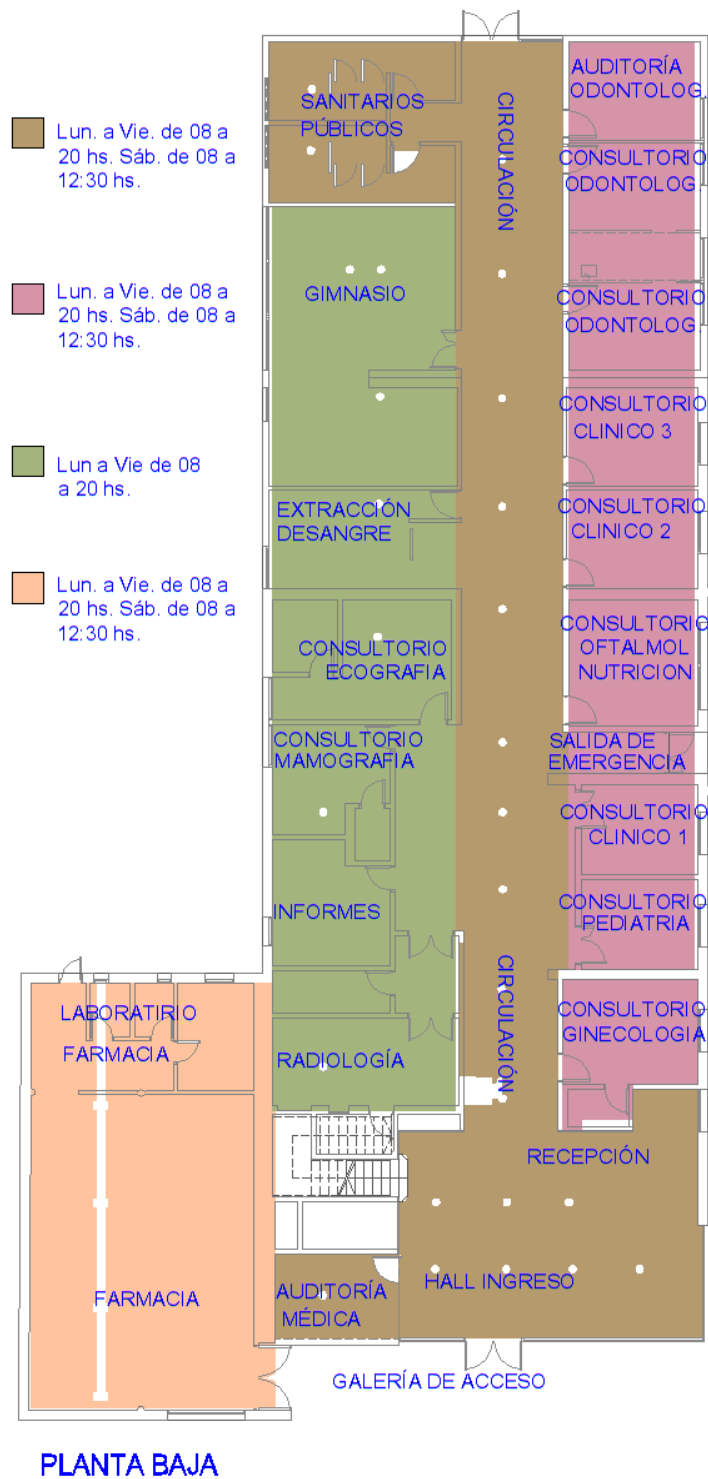 Lun. a Vie. de 08 a
20 hs. Sáb. de 08 a
12:30 hs.
Lun. a Vie. de 08 a
20 hs. Sáb. de 08 a
12:30 hs.
Lun a Vie de 08
a 20 hs.
Lun. a Vie. de 08 a
20 hs. Sáb. de 08 a
12:30 hs.
SANITARIOS
PÚBLICOS
CIRCULACIÓN
AUDITORÍA
ODONTOLOG.
CONSULTORIO
ODONTOLOG.
GIMNASIO
CONSULTORIO
ODONTOLOG.
CONSULTORIO
CLINICO 3
EXTRACCIÓN
DESANGRE
CONSULTORIO
CLINICO 2
CONSULTORIO
ECOGRAFIA
CONSULTORIO
OFTALMOL
NUTRICION
CONSULTORIO
MAMOGRAFIA
SALIDA DE
EMERGENCIA
CONSULTORIO
CLINICO 1
INFORMES
CONSULTORIO
PEDIATRIA
CIRCULACIÓN
LABORATIRIO
FARMACIA
CONSULTORIO
GINECOLOGIA
RADIOLOGÍA
RECEPCIÓN
FARMACIA
AUDITORÍA
MÉDICA
HALL INGRESO
GALERÍA DE ACCESO
PLANTA BAJA